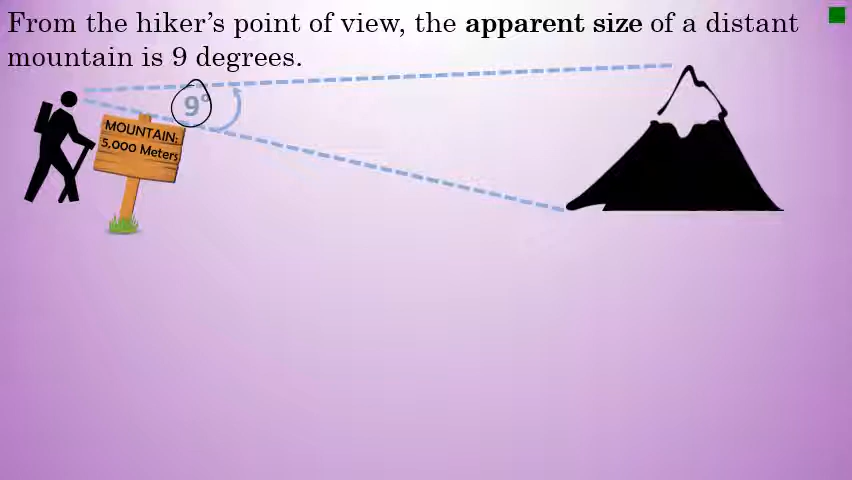 From the hiker’s point of view, the apparent size of a distant
mountain is 9 degrees.
9°
MOUNTAIN:
5,000 Meters